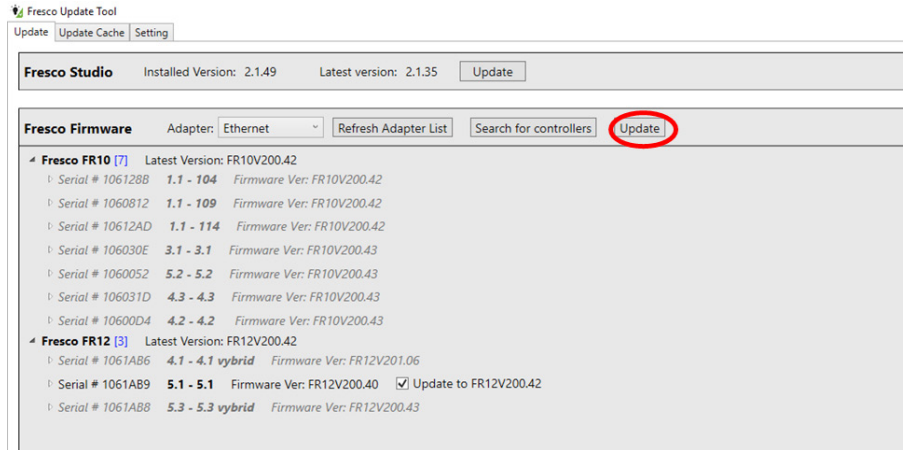 Fresco Update Tool
Update Update Cache Setting
Fresco Studio Installed Version: 2.1.49 Latest version: 2.1.35 Update
Fresco Firmware Adapter: Ethernet Refresh Adapter List Search for controllers Update
Fresco FR10 [7] Latest Version: FR10V200.42
Serial # 106128B 1.1 - 104 Firmware Ver: FR10V200.42
Serial # 1060812 1.1 - 109 Firmware Ver: FR10V200.42
Serial # 10612AD 1.1 - 114 Firmware Ver: FR10V200.42
Serial # 106030E 3.1 - 3.1 Firmware Ver: FR10V200.43
Serial # 1060052 5.2 - 5.2 Firmware Ver: FR10V200.43
Serial # 106031D 4.3 - 4.3 Firmware Ver: FR10V200.43
Serial # 10600D4 4.2 - 4.2 Firmware Ver: FR10V200.43
Fresco FR12 [3] Latest Version: FR12V200.42
Serial # 1061AB6 4.1 - 4.1 vybrid Firmware Ver: FR12V201.06
Serial # 1061AB9 5.1 - 5.1 Firmware Ver: FR12V200.40 Update to FR12V200.42
Serial # 1061AB8 5.3 - 5.3 vybrid Firmware Ver: FR12V200.43